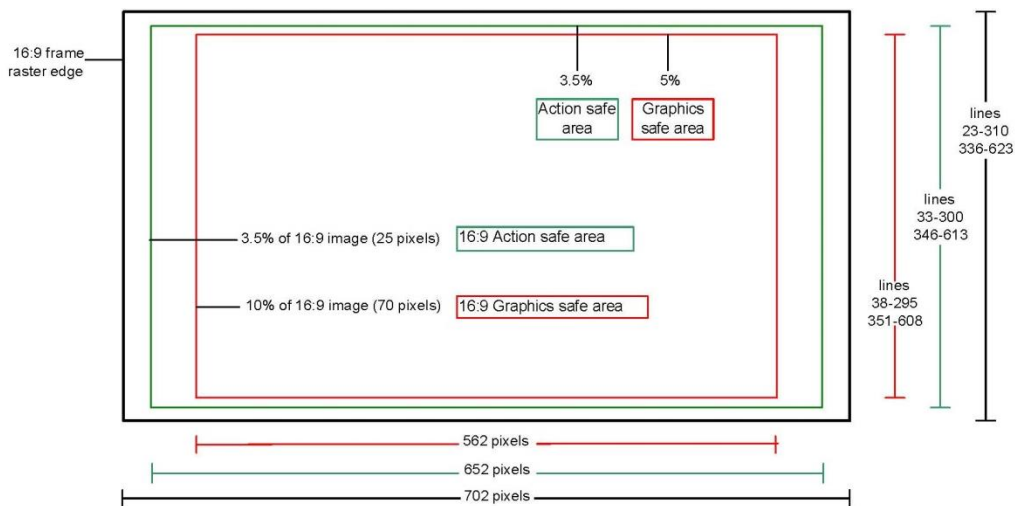 16:9 frame
raster edge
3.5%
5%
Action safe
area
Graphics
safe area
lines
23-310
336-623
lines
33-300
346-613
3.5% of 16:9 image (25 pixels)
16:9 Action safe area
10% of 16:9 image (70 pixels)
16:9 Graphics safe area
lines
38-295
351-608
562 pixels
652 pixels
702 pixels